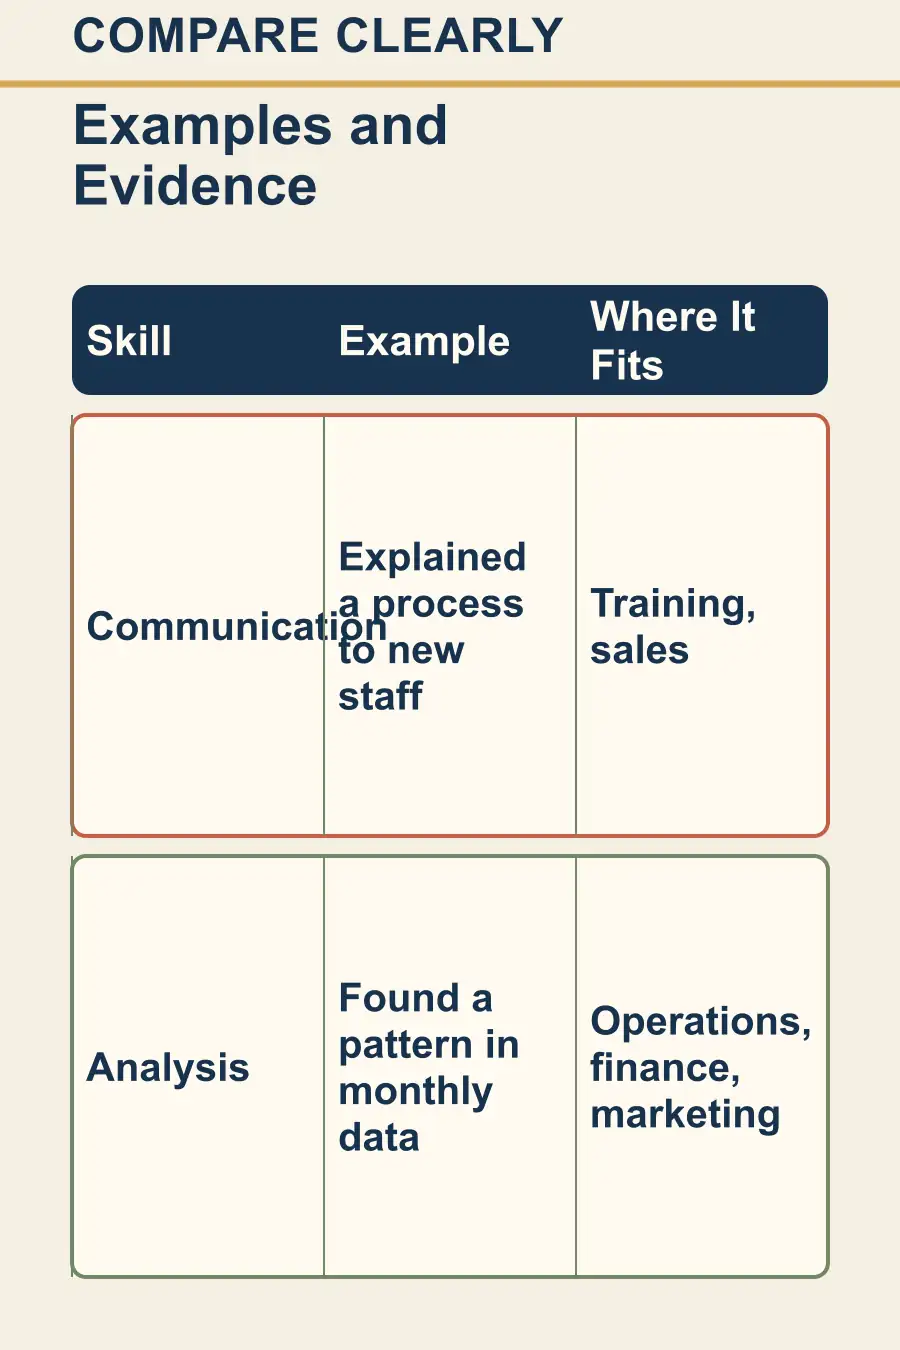 COMPARE CLEARLY
Examples and
Evidence
Skill
Example
Where It
Fits
Communication
Explained
a process
to new
staff
Training,
sales
Analysis
Found a
pattern in
monthly
data
Operations,
finance,
marketing